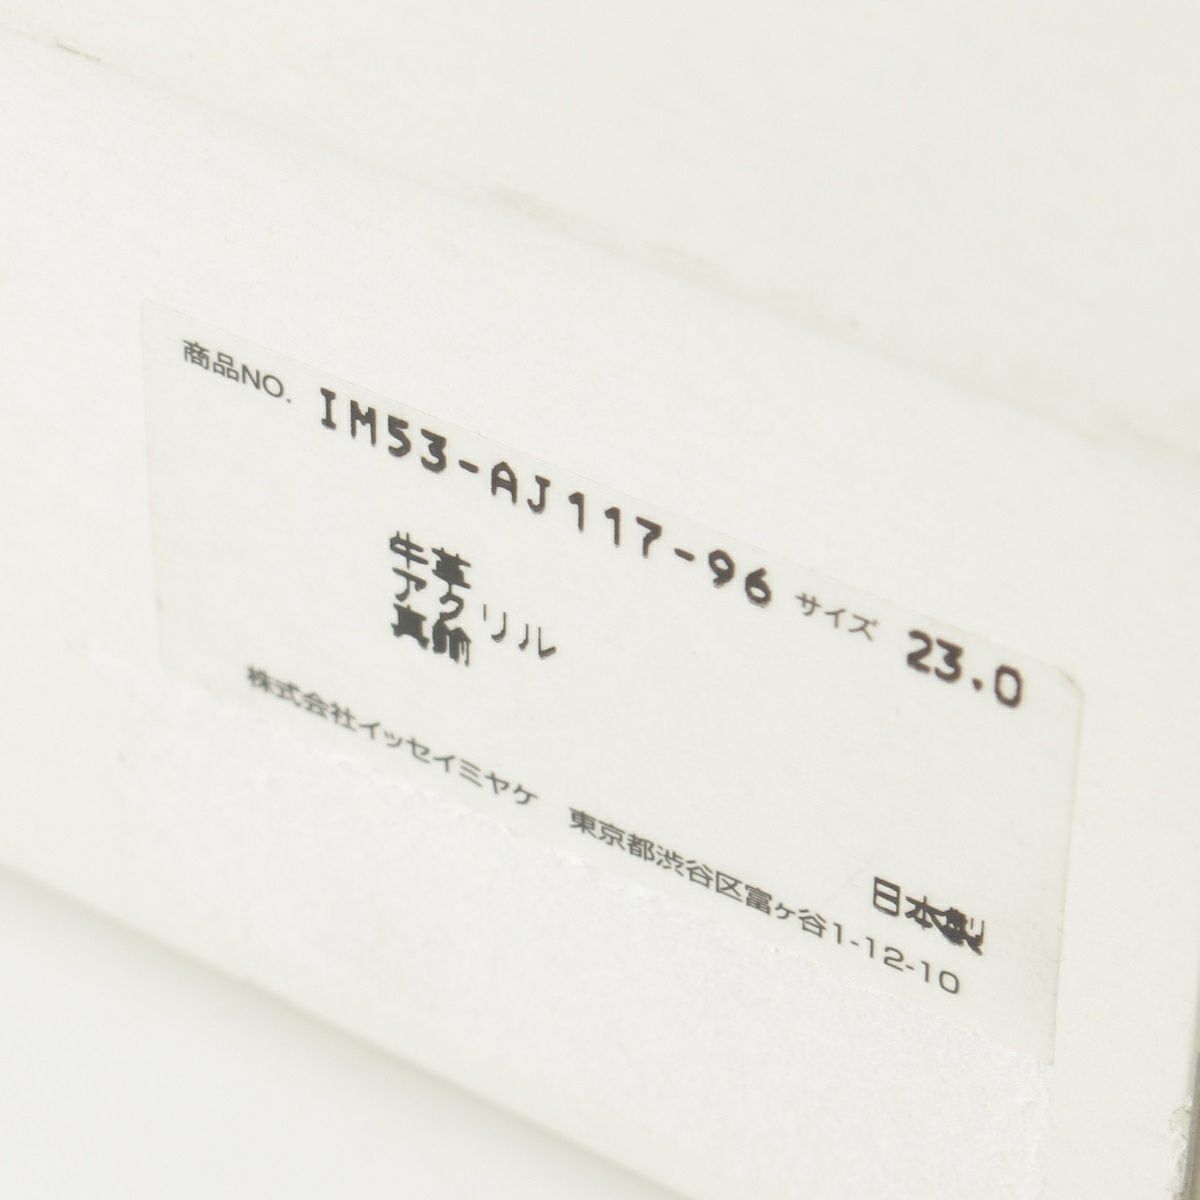 商品NO. IM53-AJ117-96 サイズ 23.0
牛革
アクリル
真鍮
日本製
株式会社イッセイミヤケ 東京都渋谷区富ヶ谷1-12-10